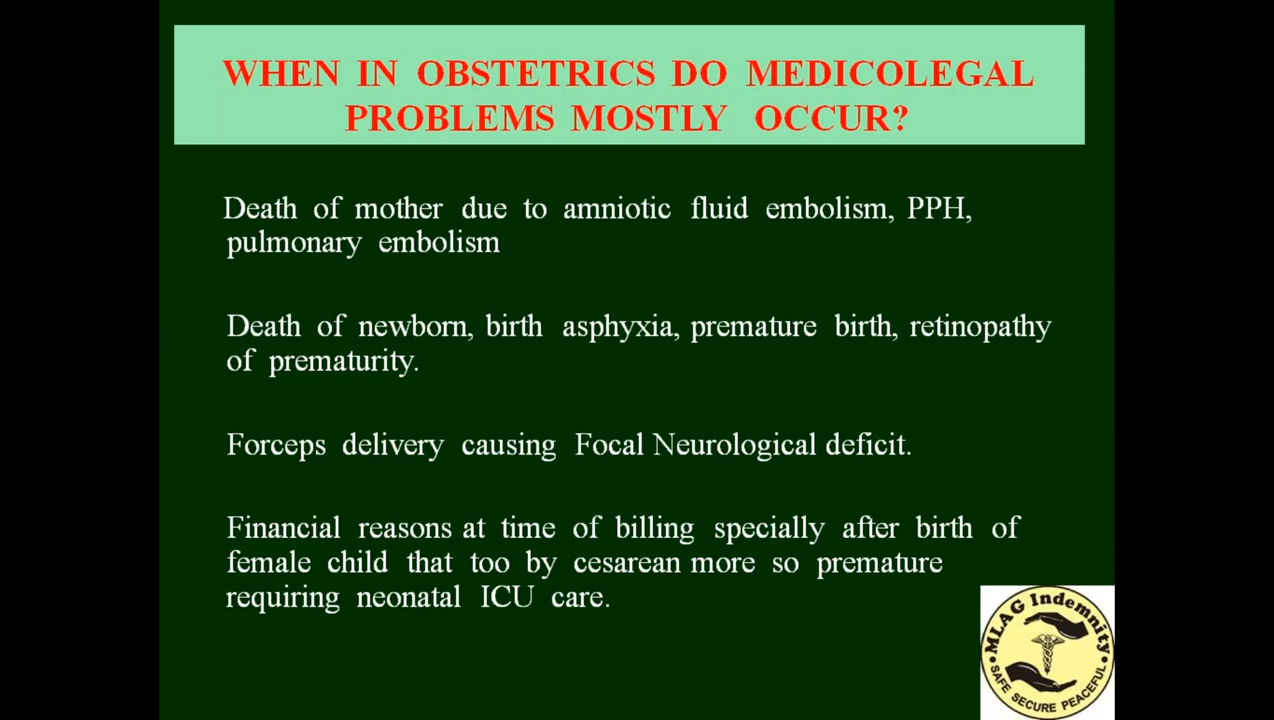 WHEN IN OBSTETRICS DO MEDICOLEGAL
PROBLEMS MOSTLY OCCUR?
Death of mother due to amniotic fluid embolism, PPH,
pulmonary embolism
Death of newborn, birth asphyxia, premature birth, retinopathy
of prematurity.
Forceps delivery causing Focal Neurological deficit.
Financial reasons at time of billing specially after birth of
female child that too by cesarean more so premature
requiring neonatal ICU care.
MLAG Indemnity
SAFE SECURE PEACEFUL